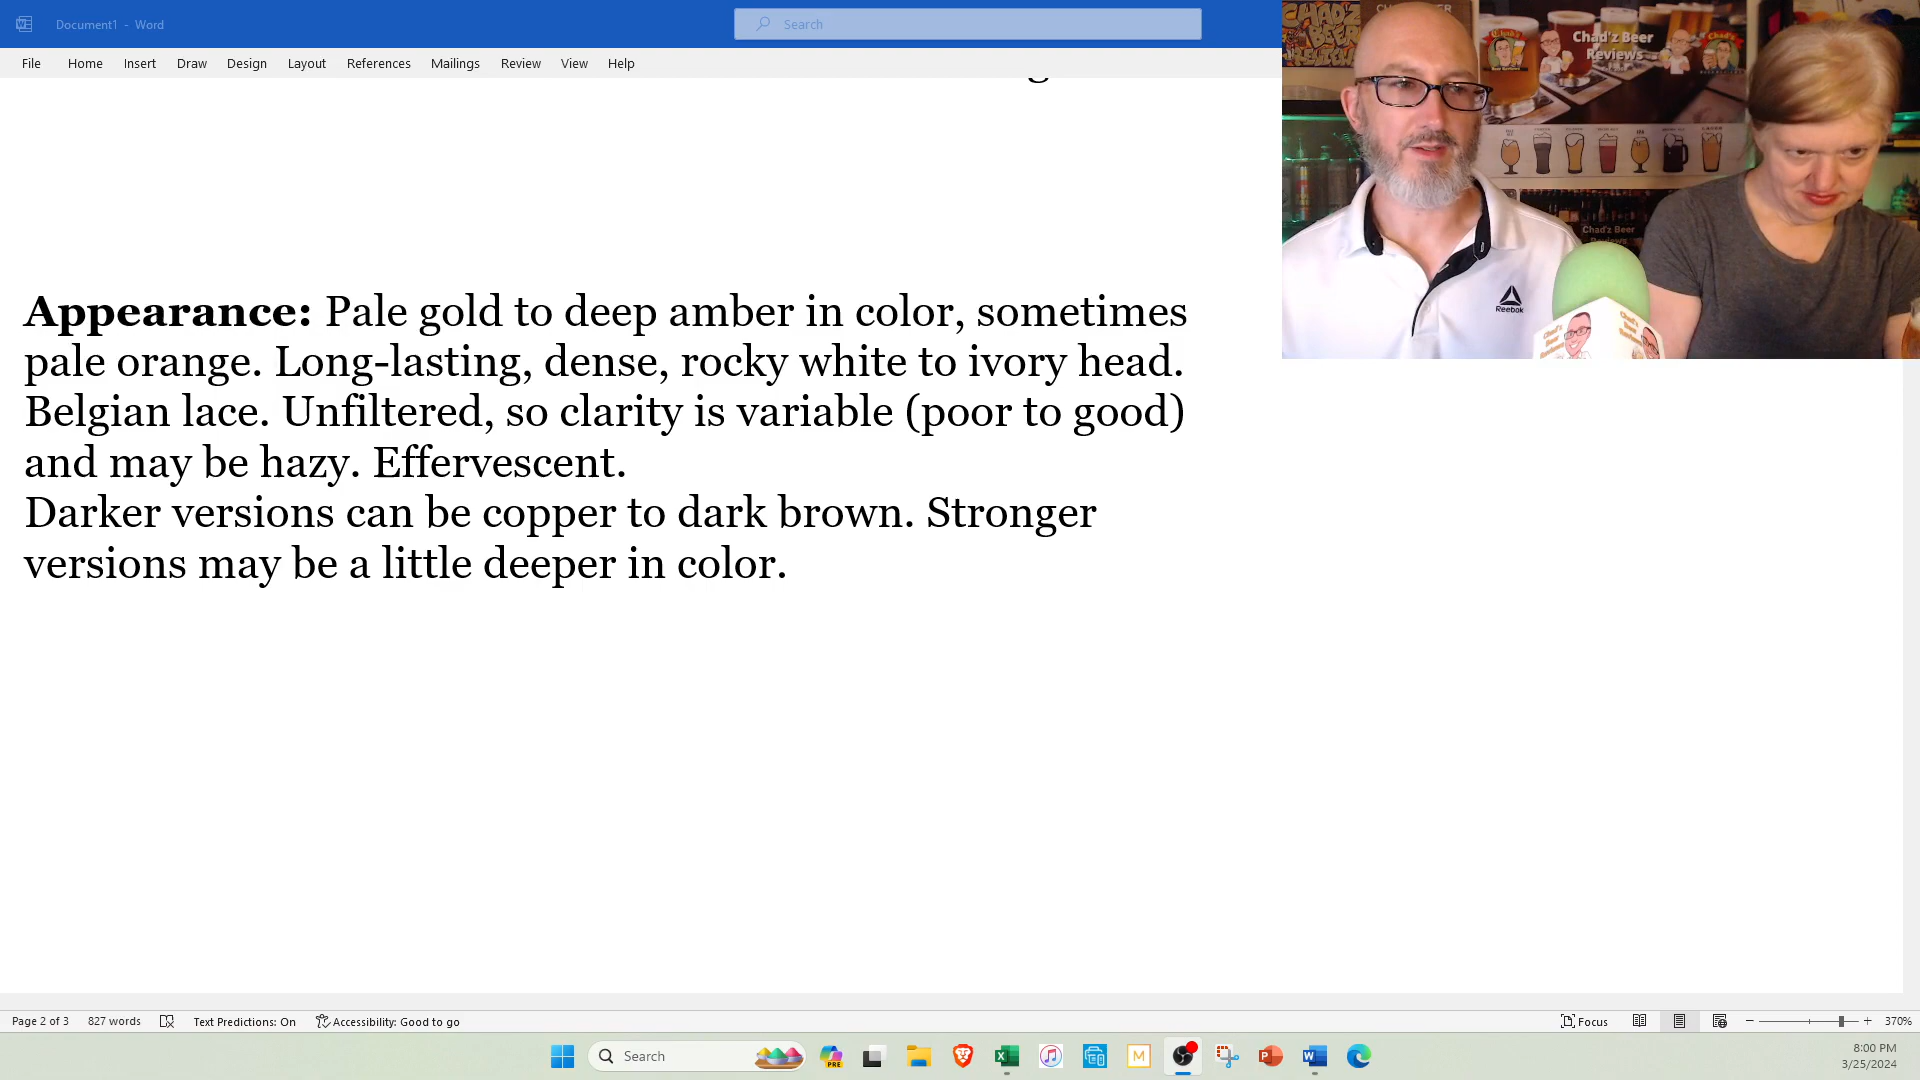 Document1 - Word
Search
File Home Insert Draw Design Layout References Mailings Review View Help
Chad'z Beer
Reviews
Chad'z Beer
Reebok
Appearance: Pale gold to deep amber in color, sometimes
pale orange. Long-lasting, dense, rocky white to ivory head.
Belgian lace. Unfiltered, so clarity is variable (poor to good)
and may be hazy. Effervescent.
Darker versions can be copper to dark brown. Stronger
versions may be a little deeper in color.
Page 2 of 3 827 words Text Predictions: On Accessibility: Good to go Focus 370%
Search
PRE
8:00 PM
3/25/2024